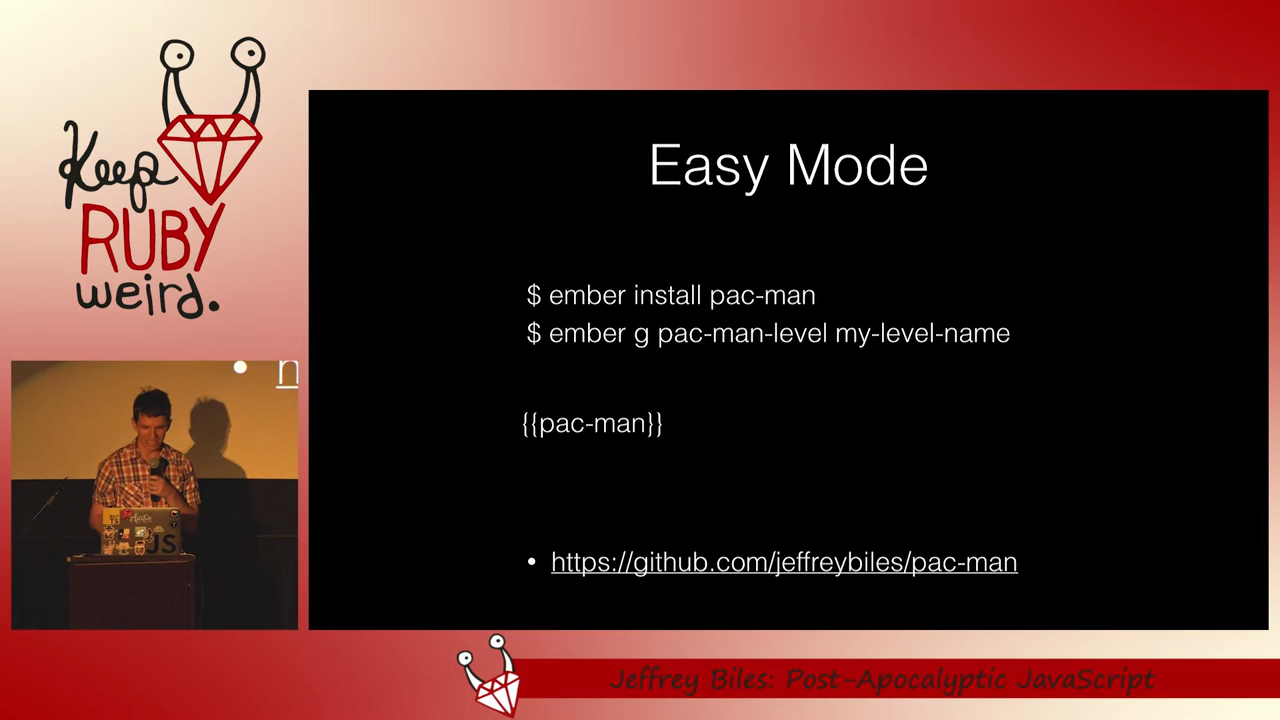 Keep
RUBY
weird.
Easy Mode
$ ember install pac-man
$ ember g pac-man-level my-level-name
{{pac-man}}
• https://github.com/jeffreybiles/pac-man
JS
Jeffrey Biles: Post-Apocalyptic JavaScript